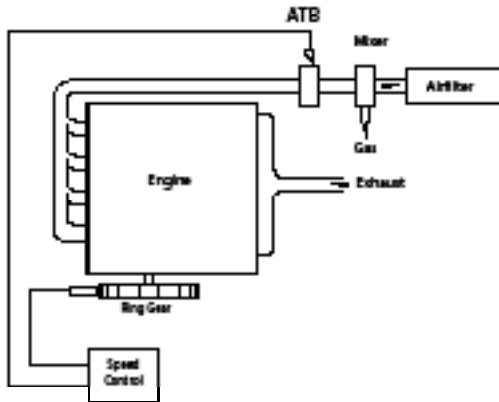 ATB
Mixer
Airfilter
Gas
Engine
Exhaust
Ring Gear
Speed
Control